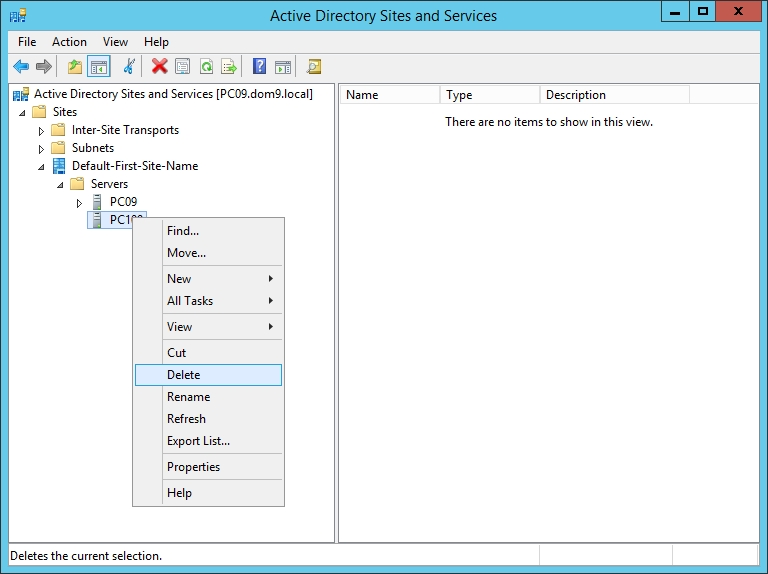 Active Directory Sites and Services
File Action View Help
Active Directory Sites and Services [PC09.dom9.local]
Sites
Inter-Site Transports
Subnets
Default-First-Site-Name
Servers
PC09
Name Type Description
There are no items to show in this view.
Find...
Move...
New
All Tasks
View
Cut
Delete
Rename
Refresh
Export List...
Properties
Help
Deletes the current selection.